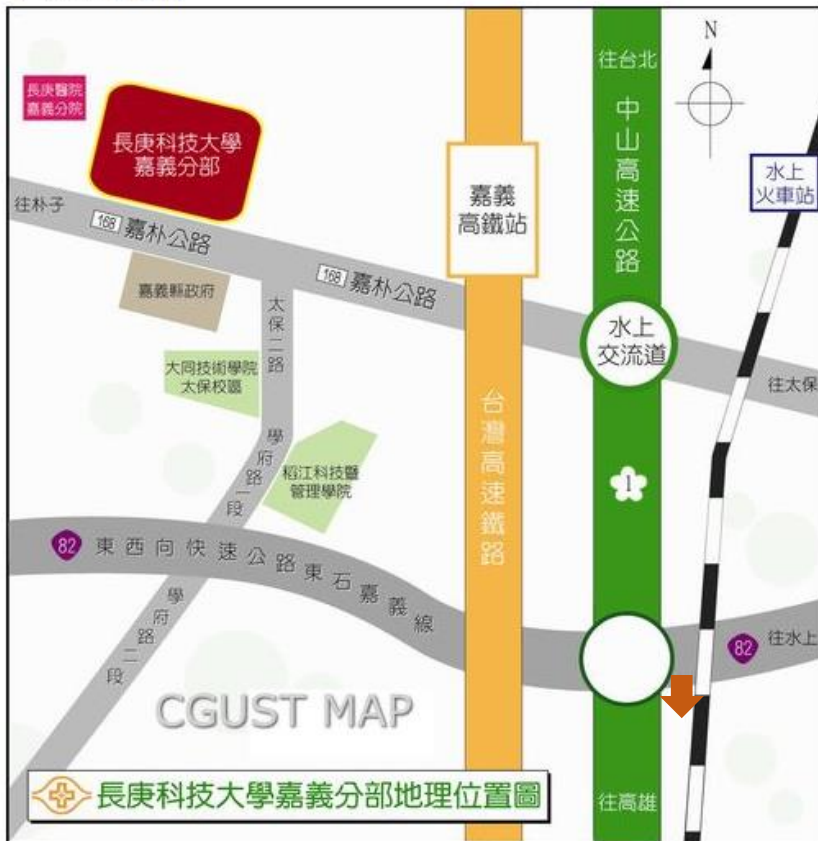 N
往台北
長庚醫院
嘉義分院
長庚科技大學
嘉義分部
中山高速公路
水上
火車站
嘉義
高鐵站
往朴子
168 嘉朴公路
168 嘉朴公路
嘉義縣政府
太保二路
水上
交流道
大同技術學院
太保校區
往太保
台灣高速鐵路
學府路一段
稻江科技暨
管理學院
1
82 東西向快速公路東石嘉義線
學府路二段
82 往水上
CGUST MAP
長庚科技大學嘉義分部地理位置圖
往高雄